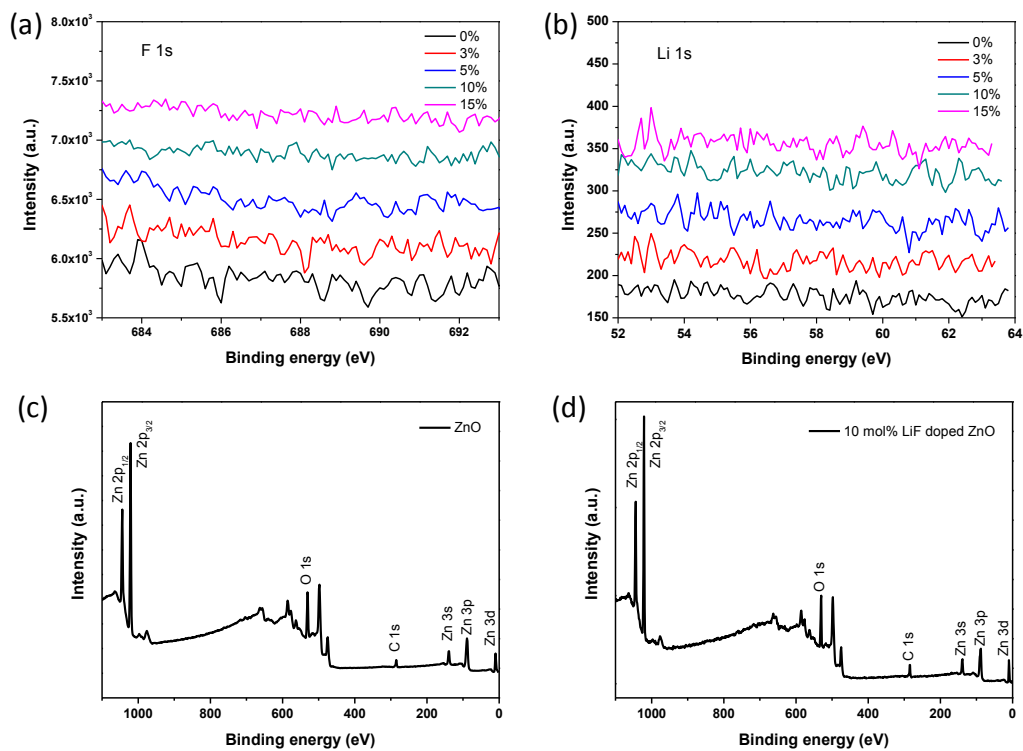 (a)
F 1s
0%
3%
5%
10%
15%
8.0x10³
7.5x10³
7.0x10³
6.5x10³
6.0x10³
5.5x10³
Intensity (a.u.)
684 686 688 690 692
Binding energy (eV)
(b)
Li 1s
0%
3%
5%
10%
15%
500
450
400
350
300
250
200
150
Intensity (a.u.)
52 54 56 58 60 62 64
Binding energy (eV)
(c)
ZnO
Zn 2p1/2
Zn 2p3/2
O 1s
C 1s
Zn 3s
Zn 3p
Zn 3d
Intensity (a.u.)
1000 800 600 400 200 0
Binding energy (eV)
(d)
10 mol% LiF doped ZnO
Zn 2p1/2
Zn 2p3/2
O 1s
C 1s
Zn 3s
Zn 3p
Zn 3d
Intensity (a.u.)
1000 800 600 400 200 0
Binding energy (eV)